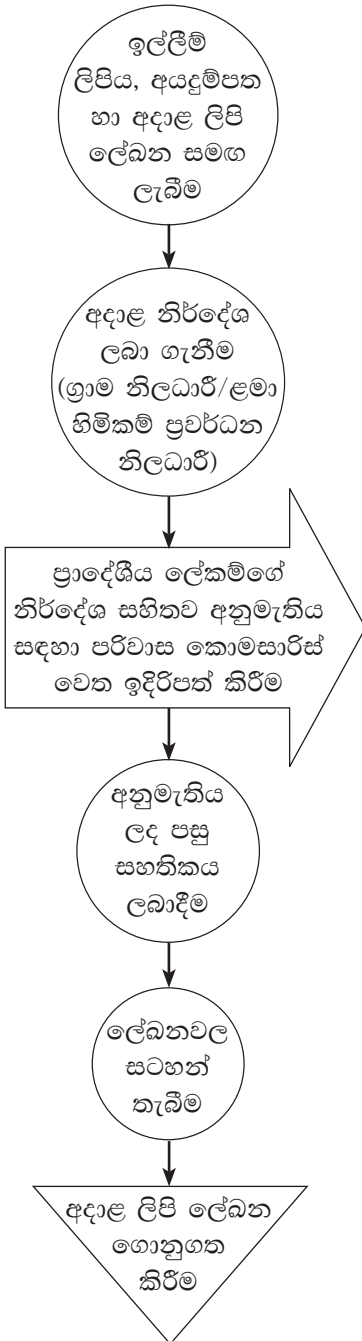 ඉල්ලීම්
ලිපිය, අයදුම්පත
හා අදාළ ලිපි
ලේඛන සමඟ
ලැබීම
අදාළ නිර්දේශ
ලබා ගැනීම
(ග්‍රාම නිලධාරී/ළමා
හිමිකම් ප්‍රවර්ධන
නිලධාරී)
ප්‍රාදේශීය ලේකම්ගේ
නිර්දේශ සහිතව අනුමැතිය
සඳහා පරිවාස කොමසාරිස්
වෙත ඉදිරිපත් කිරීම
අනුමැතිය
ලද පසු
සහතිකය
ලබාදීම
ලේඛනවල
සටහන්
තැබීම
අදාළ ලිපි ලේඛන
ගොනුගත
කිරීම